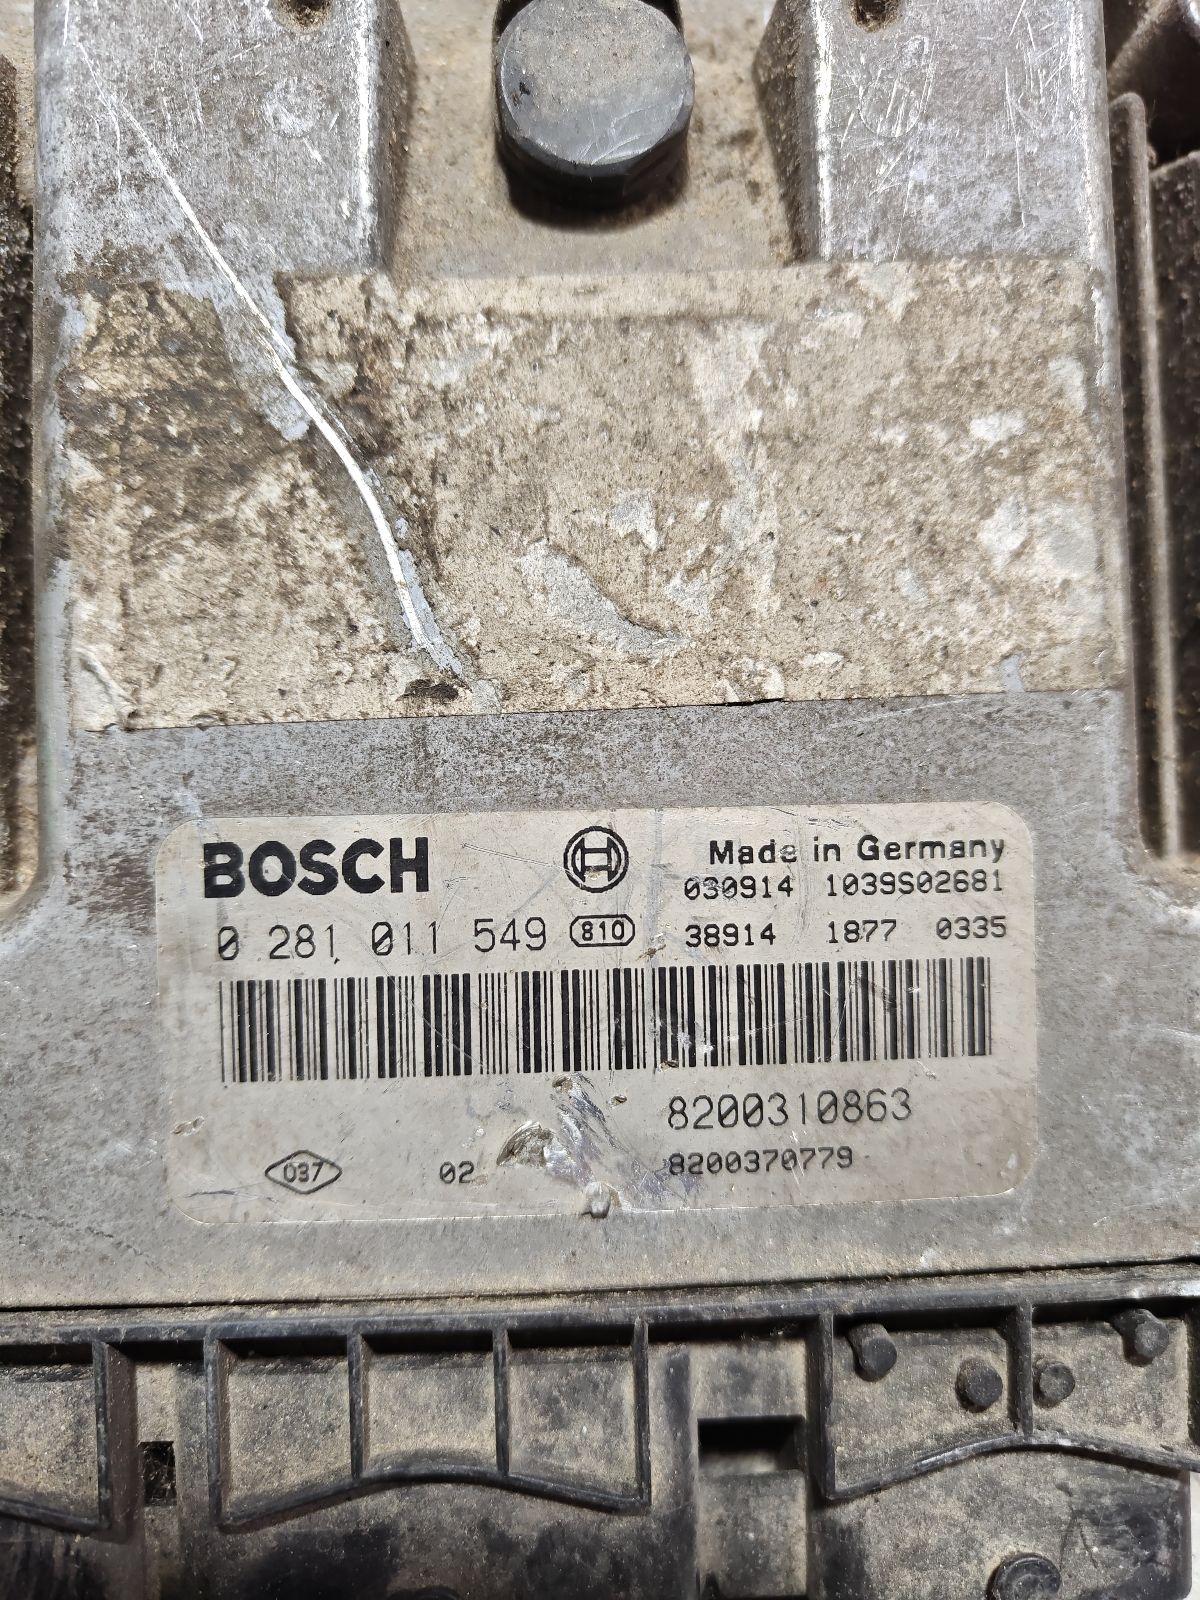 BOSCH
Made in Germany
030914 1039S02681
0 281 011 549 810
38914 1877 0335
8200310863
037 02 8200370779